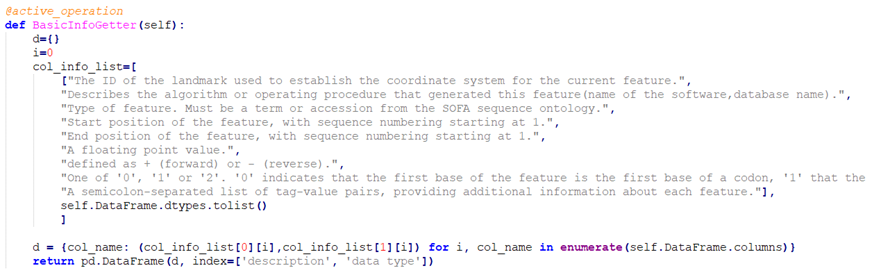 @active_operation
def BasicInfoGetter(self):
    d={}
    i=0
    col_info_list=[
        ["The ID of the landmark used to establish the coordinate system for the current feature.",
        "Describes the algorithm or operating procedure that generated this feature(name of the software,database name).",
        "Type of feature. Must be a term or accession from the SOFA sequence ontology.",
        "Start position of the feature, with sequence numbering starting at 1.",
        "End position of the feature, with sequence numbering starting at 1.",
        "A floating point value.",
        "defined as + (forward) or - (reverse).",
        "One of '0', '1' or '2'. '0' indicates that the first base of the feature is the first base of a codon, '1' that the
        "A semicolon-separated list of tag-value pairs, providing additional information about each feature."],
        self.DataFrame.dtypes.tolist()
        ]
    d = {col_name: (col_info_list[0][i],col_info_list[1][i]) for i, col_name in enumerate(self.DataFrame.columns)}
    return pd.DataFrame(d, index=['description', 'data type'])